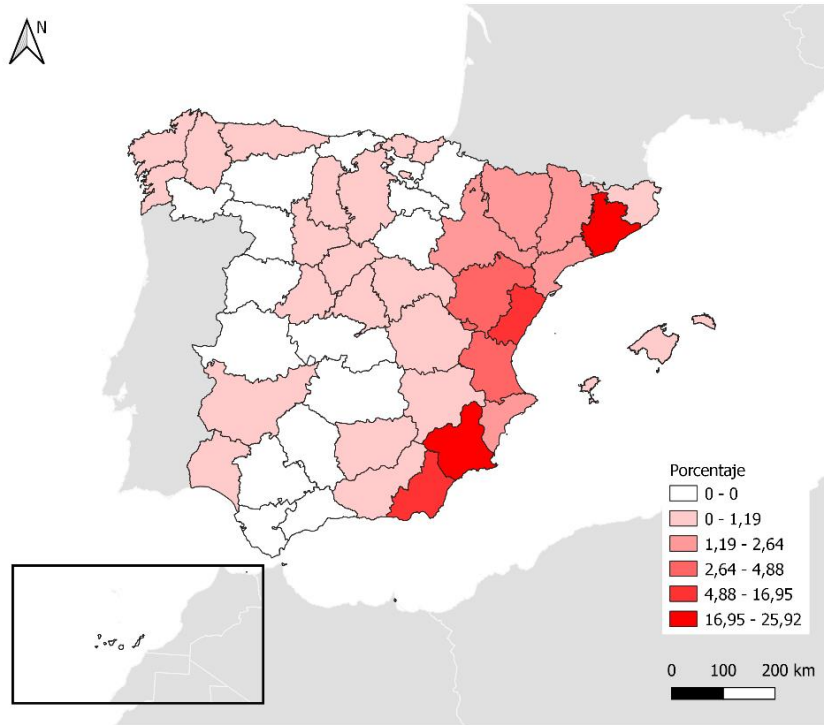 N
Porcentaje
0 - 0
0 - 1,19
1,19 - 2,64
2,64 - 4,88
4,88 - 16,95
16,95 - 25,92
0 100 200 km